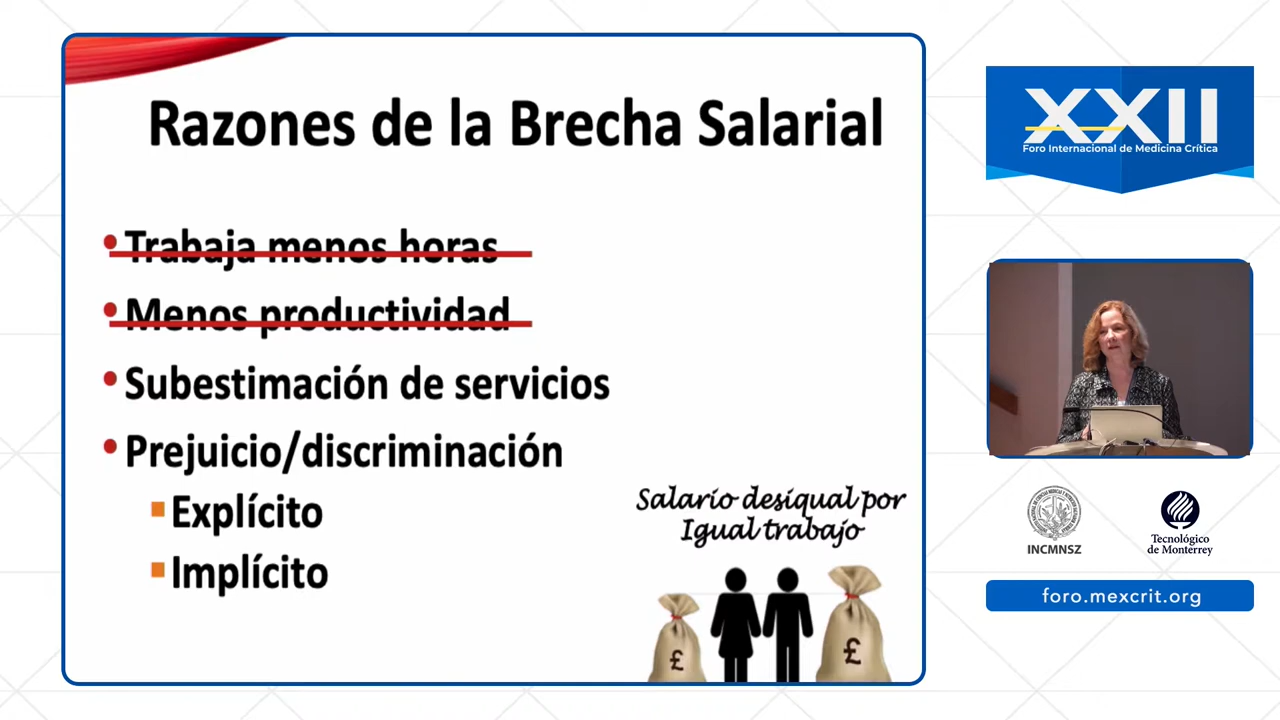 Razones de la Brecha Salarial
Trabaja menos horas
Menos productividad
Subestimación de servicios
Prejuicio/discriminación
Explícito
Implícito
Salario desiqual por
Igual trabajo
£
£
XXII
Foro Internacional de Medicina Crítica
INCMNSZ
Tecnológico
de Monterrey
foro.mexcrit.org